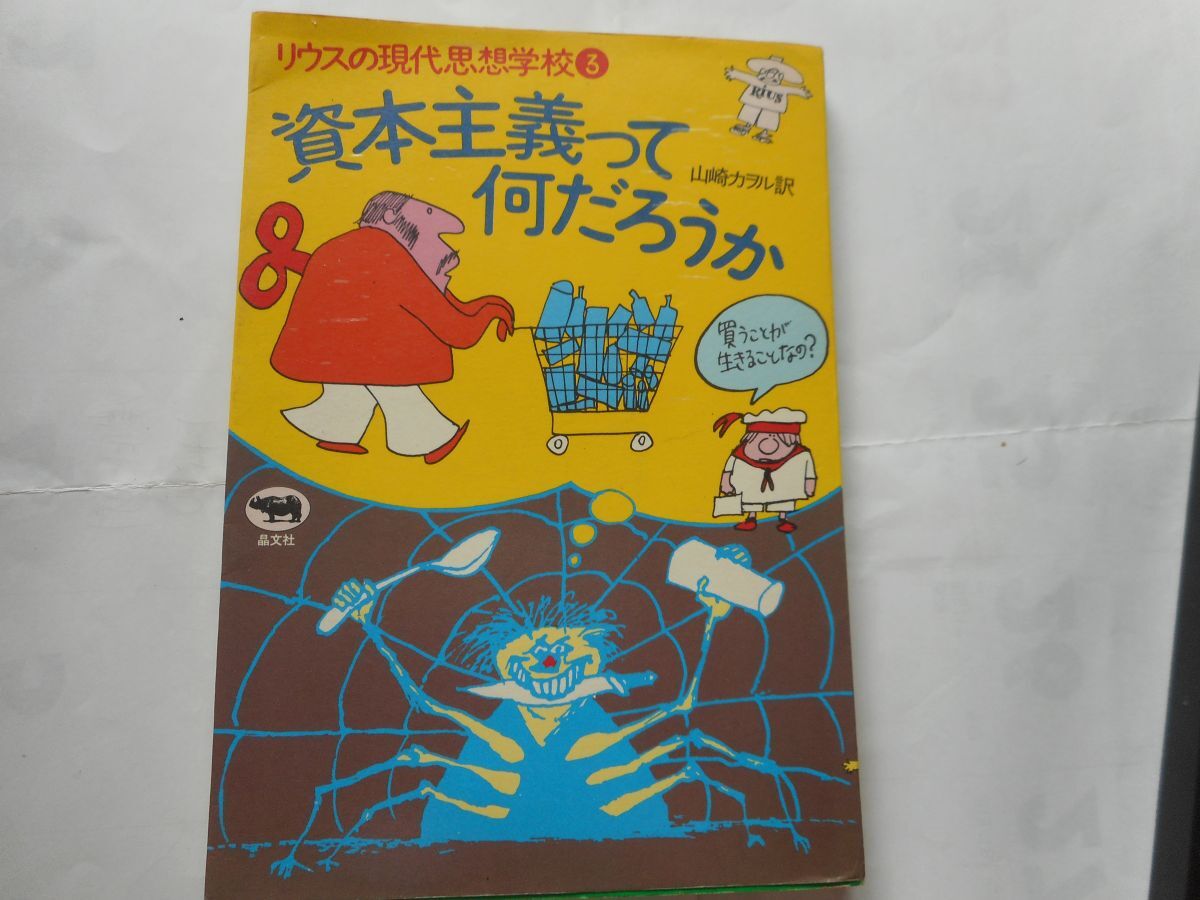 リウスの現代思想学校3
RIUS
資本主義って
何だろうか
山崎カヲル訳
買うことが
生きることなの?
晶文社